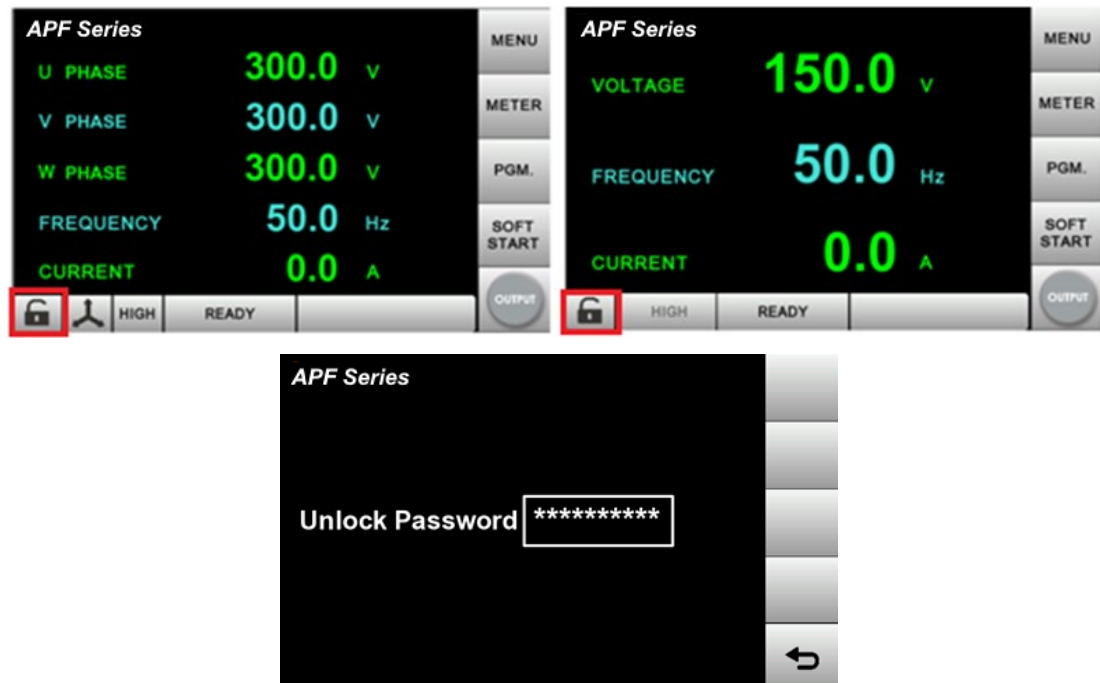 APF Series
U PHASE 300.0 V
V PHASE 300.0 V
W PHASE 300.0 V
FREQUENCY 50.0 Hz
CURRENT 0.0 A
HIGH READY
MENU
METER
PGM.
SOFT
START
OUTPUT
APF Series
VOLTAGE 150.0 V
FREQUENCY 50.0 Hz
CURRENT 0.0 A
HIGH READY
MENU
METER
PGM.
SOFT
START
OUTPUT
APF Series
Unlock Password **********